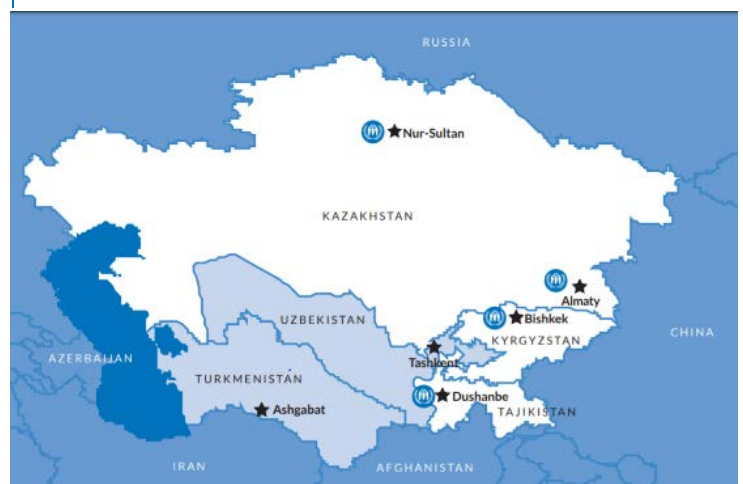 RUSSIA
Nur-Sultan
KAZAKHSTAN
Almaty
UZBEKISTAN
Bishkek
CHINA
KYRGYZSTAN
AZERBAIJAN
Tashkent
TURKMENISTAN
Dushanbe
Ashgabat
TAJIKISTAN
IRAN
AFGHANISTAN